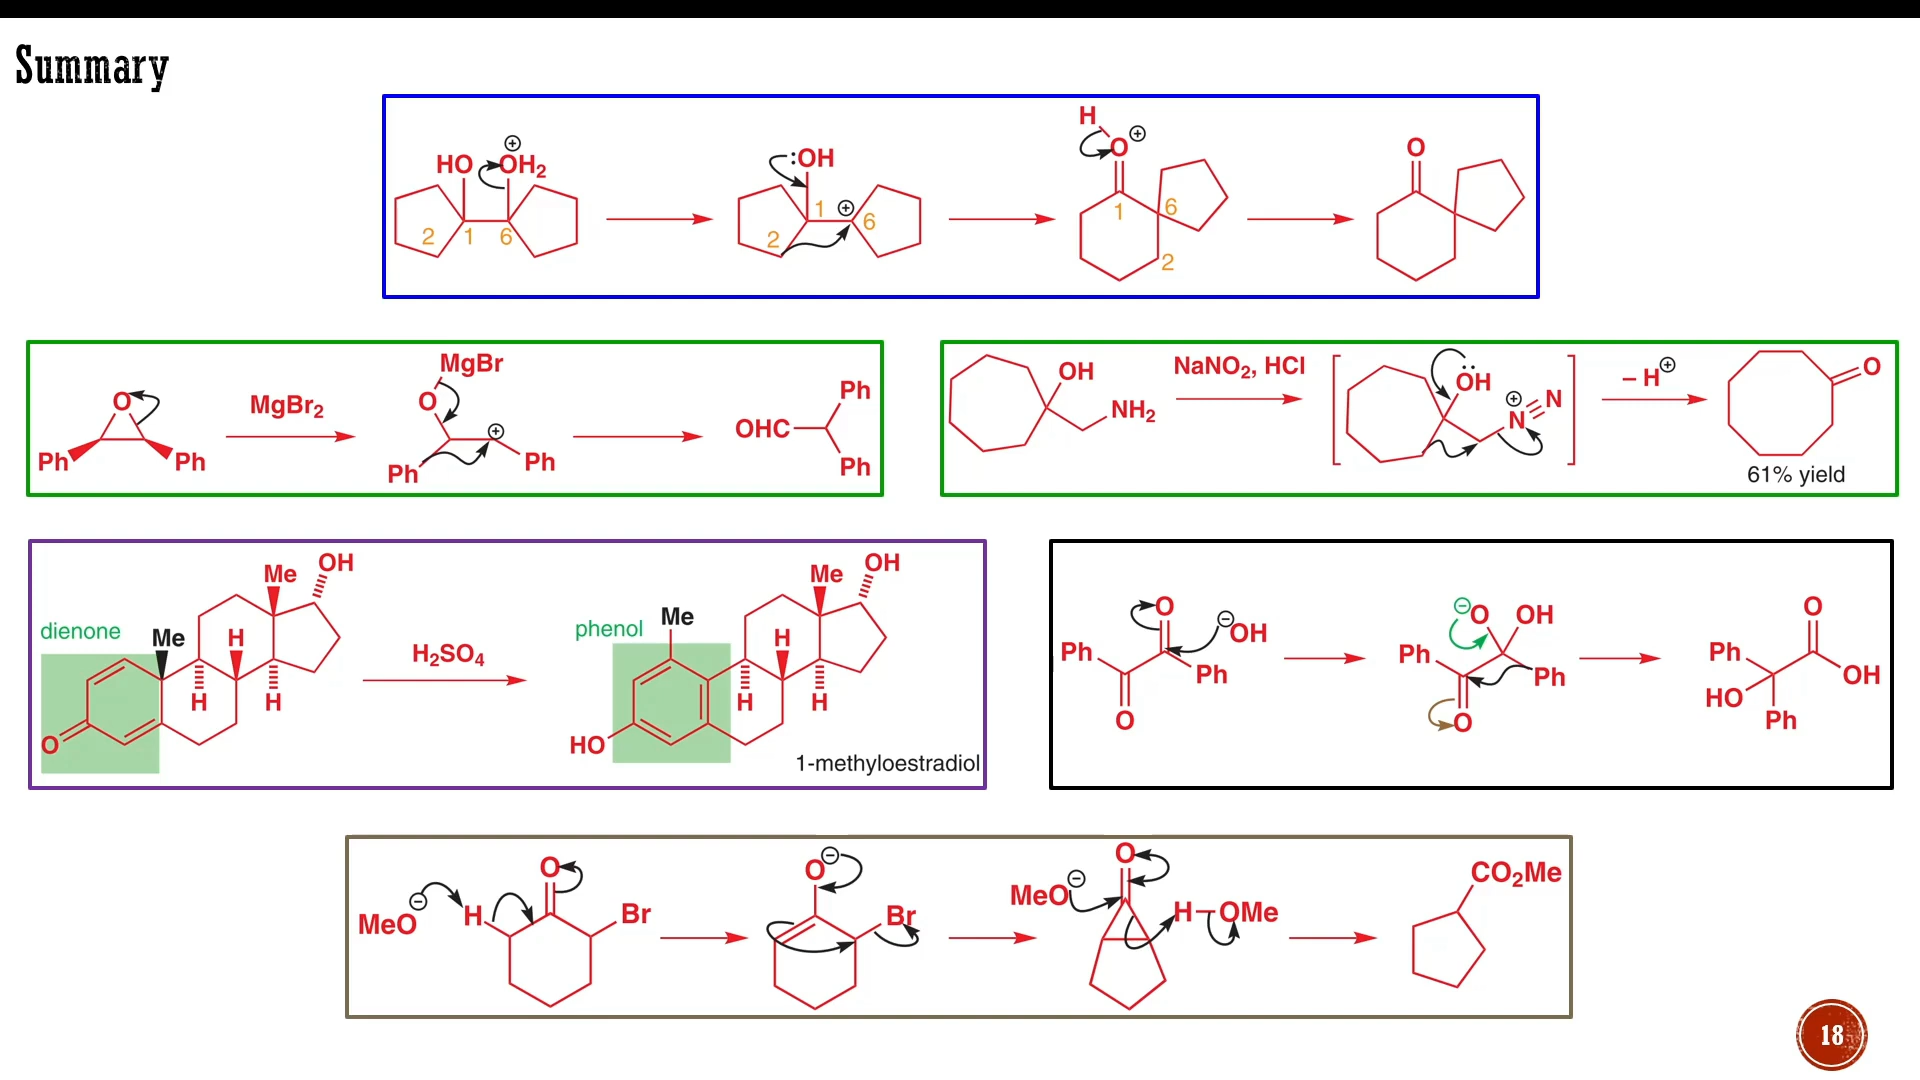 Summary
HO
⊕
OH₂
2
1
6
:OH
1
⊕
6
2
H
O
⊕
1
6
2
O
O
Ph
Ph
MgBr₂
MgBr
O
⊕
Ph
Ph
OHC
Ph
Ph
OH
NH₂
NaNO₂, HCl
OH
⊕
N
N
– H⊕
O
61% yield
dienone
Me
Me
OH
H
H
H
O
H₂SO₄
phenol
Me
Me
OH
H
H
H
HO
1-methyloestradiol
O
⊖
OH
Ph
Ph
O
⊖
O
OH
Ph
Ph
O
Ph
O
HO
OH
Ph
MeO
⊖
H
O
Br
O
⊖
Br
MeO
⊖
O
H–OMe
CO₂Me
18